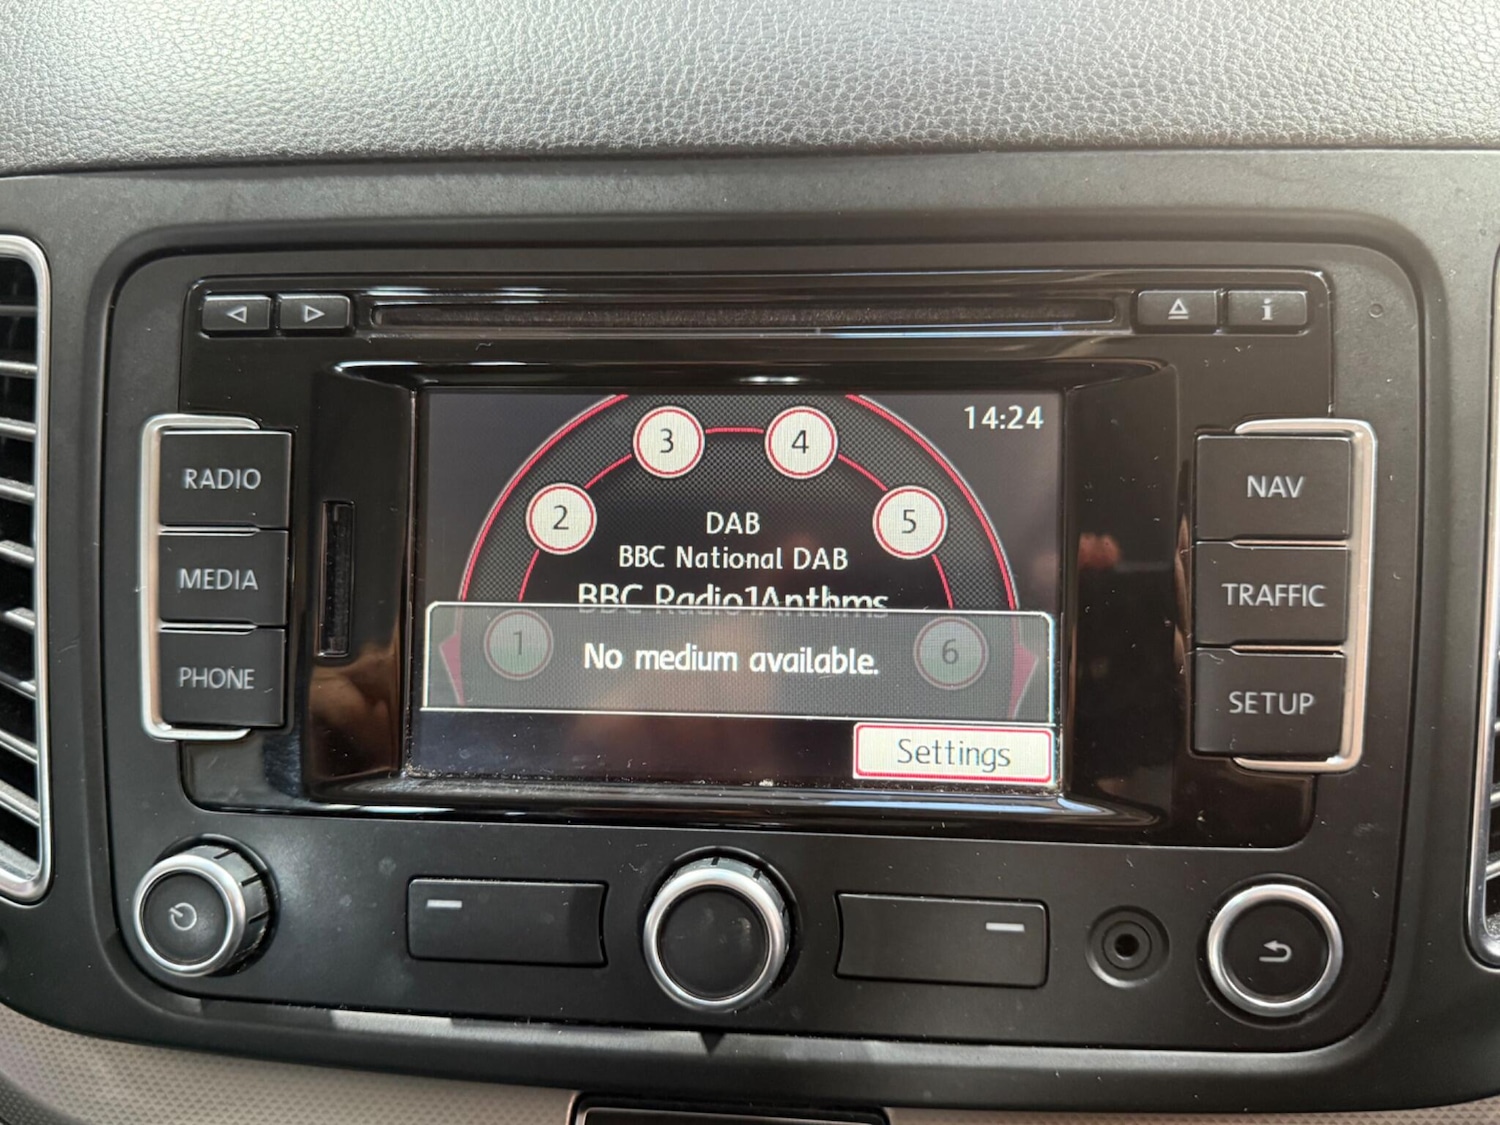 i
RADIO
MEDIA
PHONE
14:24
3
4
2
5
DAB
BBC National DAB
BBC Radio1Anthms
1
No medium available.
6
Settings
NAV
TRAFFIC
SETUP